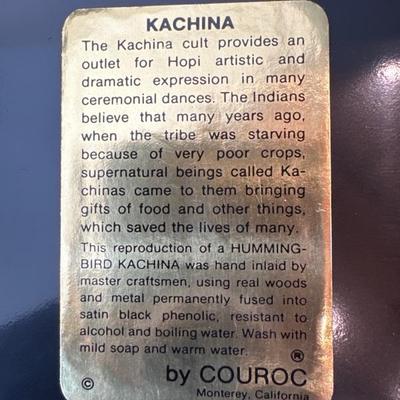 KACHINA
The Kachina cult provides an
outlet for Hopi artistic and
dramatic expression in many
ceremonial dances. The Indians
believe that many years ago,
when the tribe was starving
because of very poor crops,
supernatural beings called Ka-
chinas came to them bringing
gifts of food and other things,
which saved the lives of many.
This reproduction of a HUMMING-
BIRD KACHINA was hand inlaid by
master craftsmen, using real woods
and metal permanently fused into
satin black phenolic, resistant to
alcohol and boiling water. Wash with
mild soap and warm water. ®
© by COUROC
Monterey, California